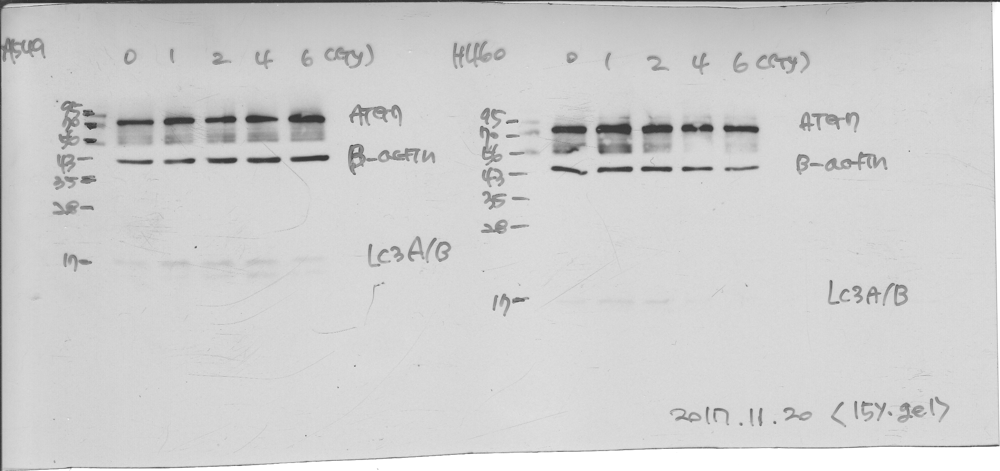 A549 0 1 2 4 6 (Gy)
95
70
56
43
35
28
17
ATG7
β-actin
LC3A/B
H460 0 1 2 4 6 (Gy)
95
70
56
43
35
28
17
ATG7
β-actin
LC3A/B
2017.11.20 <15%.gel>